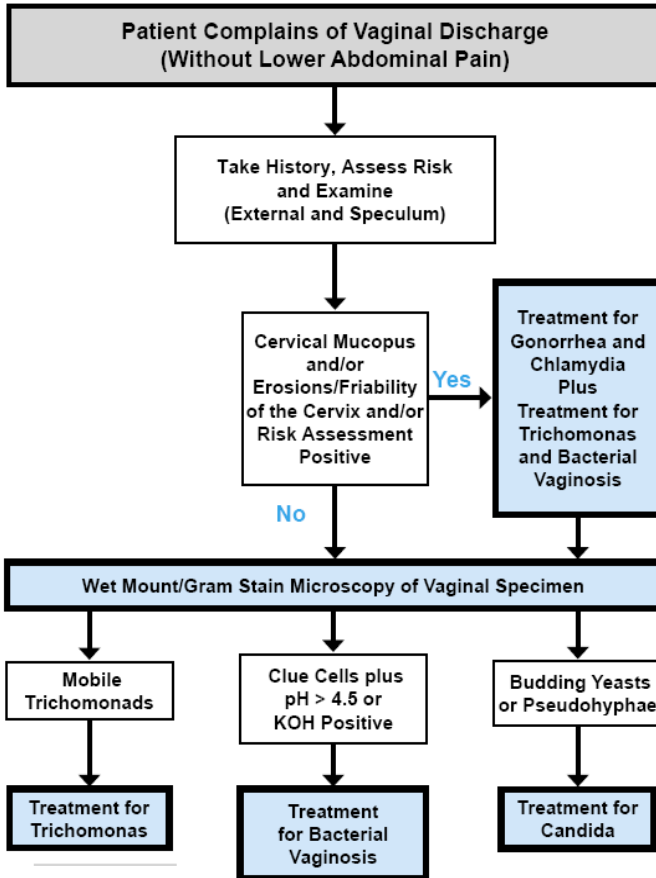 Patient Complains of Vaginal Discharge
(Without Lower Abdominal Pain)
Take History, Assess Risk
and Examine
(External and Speculum)
Cervical Mucopus
and/or
Erosions/Friability
of the Cervix and/or
Risk Assessment
Positive
Yes
Treatment for
Gonorrhea and
Chlamydia
Plus
Treatment for
Trichomonas
and Bacterial
Vaginosis
No
Wet Mount/Gram Stain Microscopy of Vaginal Specimen
Mobile
Trichomonads
Clue Cells plus
pH > 4.5 or
KOH Positive
Budding Yeasts
or Pseudohyphae
Treatment for
Trichomonas
Treatment
for Bacterial
Vaginosis
Treatment for
Candida